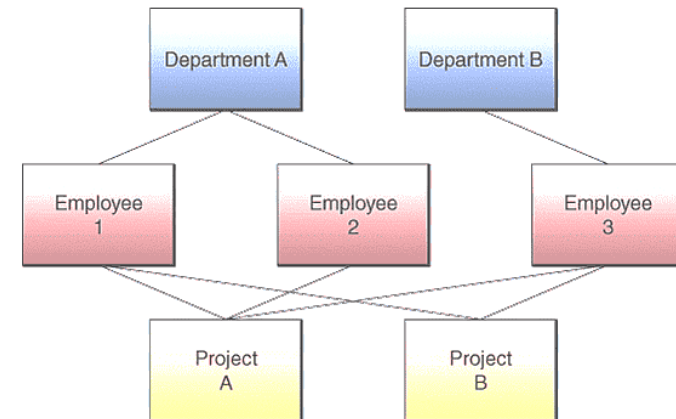 Department A
Department B
Employee
1
Employee
2
Employee
3
Project
A
Project
B